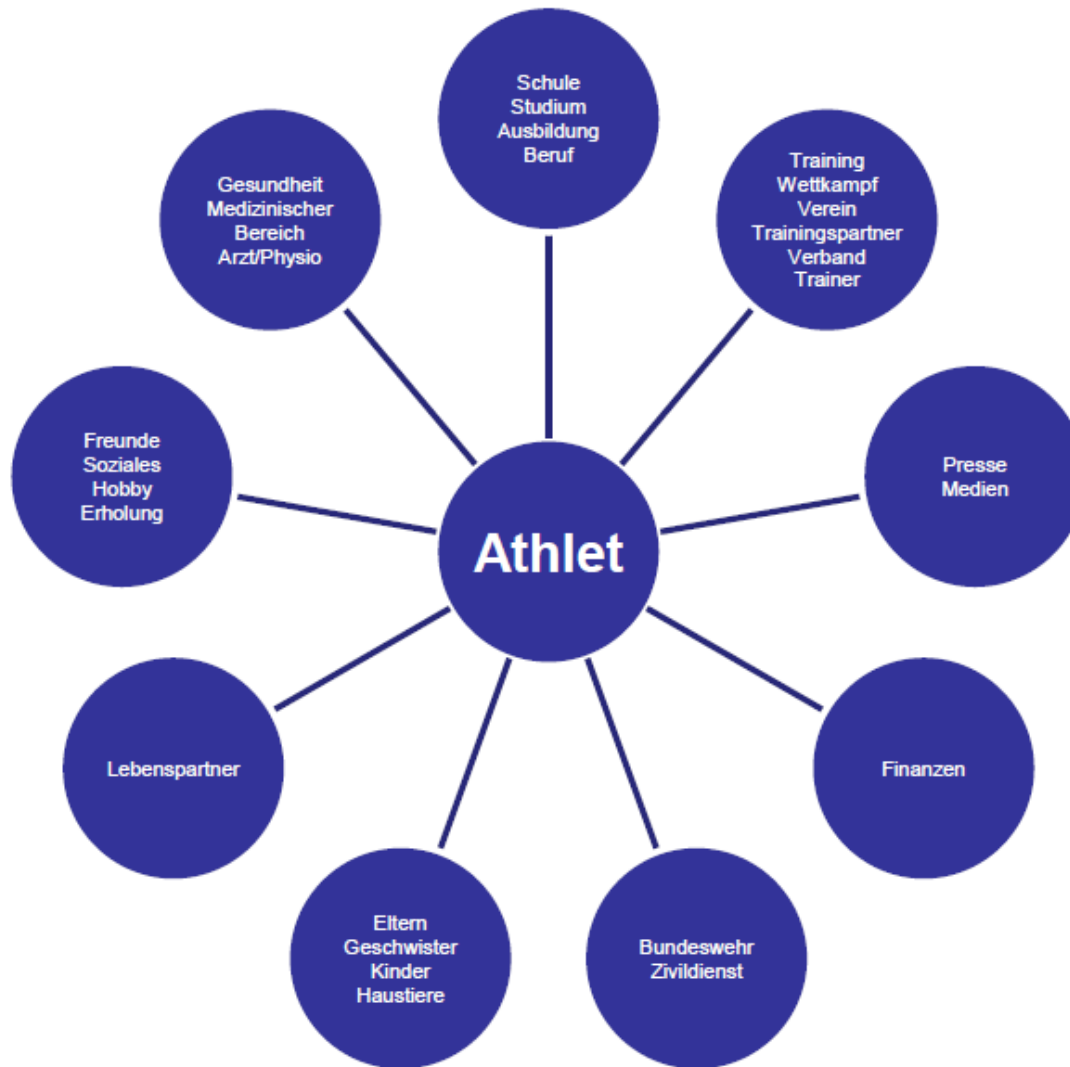 Schule
Studium
Ausbildung
Beruf
Training
Wettkampf
Verein
Trainingspartner
Verband
Trainer
Presse
Medien
Finanzen
Bundeswehr
Zivildienst
Eltern
Geschwister
Kinder
Haustiere
Lebenspartner
Freunde
Soziales
Hobby
Erholung
Gesundheit
Medizinischer
Bereich
Arzt/Physio
Athlet